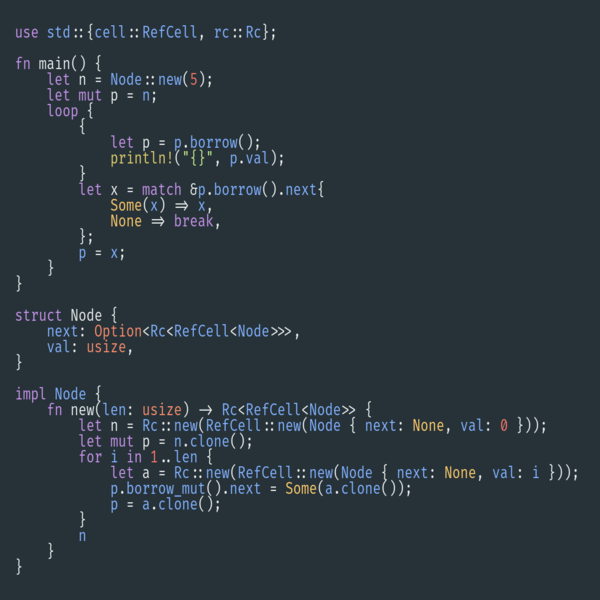 use std::{cell::RefCell, rc::Rc};

fn main() {
    let n = Node::new(5);
    let mut p = n;
    loop {
        {
            let p = p.borrow();
            println!("{}", p.val);
        }
        let x = match &p.borrow().next{
            Some(x) => x,
            None => break,
        };
        p = x;
    }
}

struct Node {
    next: Option<Rc<RefCell<Node>>>,
    val: usize,
}

impl Node {
    fn new(len: usize) -> Rc<RefCell<Node>> {
        let n = Rc::new(RefCell::new(Node { next: None, val: 0 }));
        let mut p = n.clone();
        for i in 1..len {
            let a = Rc::new(RefCell::new(Node { next: None, val: i }));
            p.borrow_mut().next = Some(a.clone());
            p = a.clone();
        }
        n
    }
}